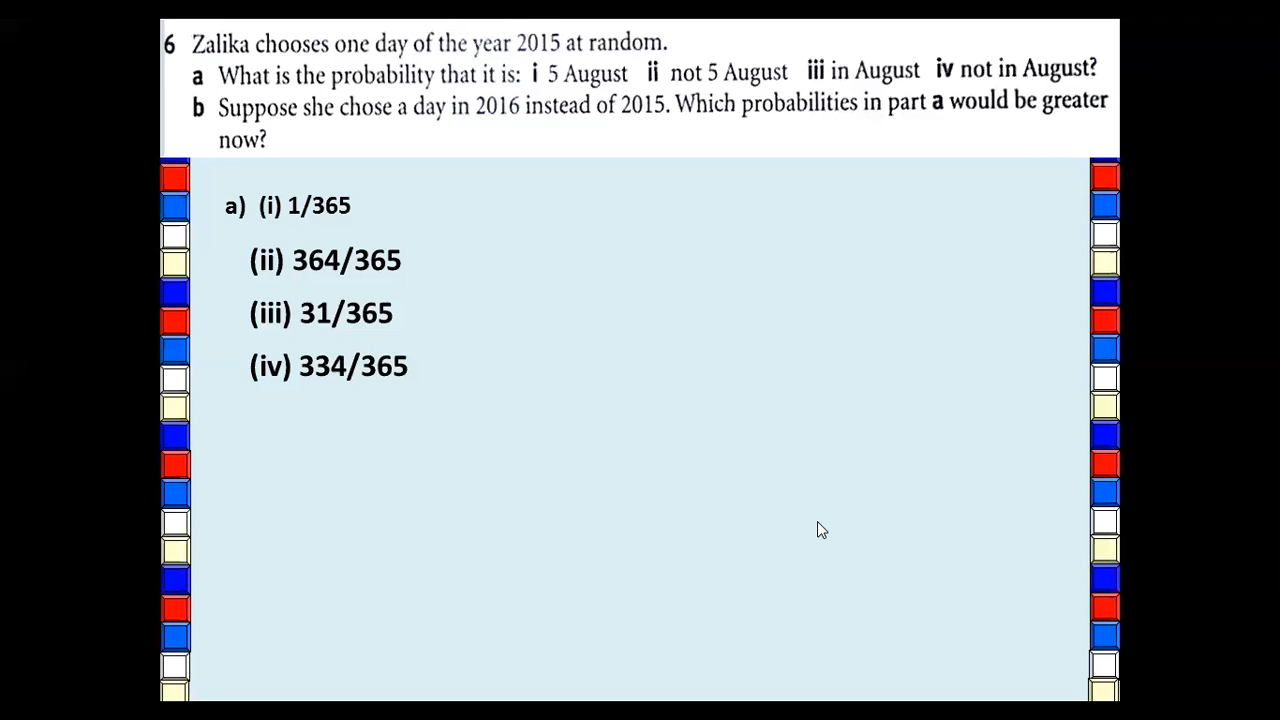 6 Zalika chooses one day of the year 2015 at random.
a What is the probability that it is: i 5 August ii not 5 August iii in August iv not in August?
b Suppose she chose a day in 2016 instead of 2015. Which probabilities in part a would be greater
now?
a) (i) 1/365
(ii) 364/365
(iii) 31/365
(iv) 334/365